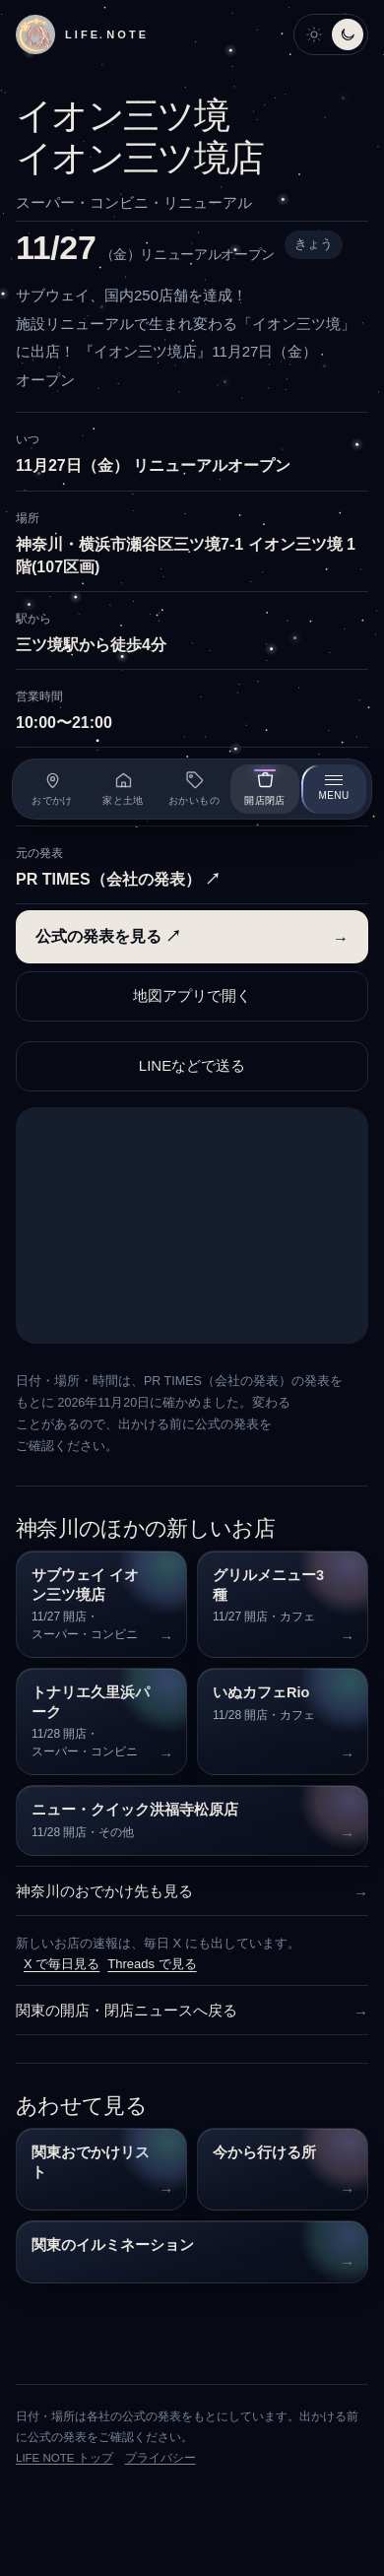 LIFE. NOTE
イオン三ツ境
イオン三ツ境店
スーパー・コンビニ・リニューアル
11/27 （金）リニューアルオープン きょう
サブウェイ、国内250店舗を達成！
施設リニューアルで生まれ変わる「イオン三ツ境」
に出店！ 『イオン三ツ境店』11月27日（金）
オープン
いつ
11月27日（金） リニューアルオープン
場所
神奈川・横浜市瀬谷区三ツ境7-1 イオン三ツ境 1
階(107区画)
駅から
三ツ境駅から徒歩4分
営業時間
10:00〜21:00
おでかけ 家と土地 おかいもの 開店閉店 MENU
元の発表
PR TIMES（会社の発表） ↗
公式の発表を見る ↗ →
地図アプリで開く
LINEなどで送る
日付・場所・時間は、PR TIMES（会社の発表）の発表を
もとに 2026年11月20日に確かめました。変わる
ことがあるので、出かける前に公式の発表を
ご確認ください。
神奈川のほかの新しいお店
サブウェイ イオ
ン三ツ境店
11/27 開店・
スーパー・コンビニ →
グリルメニュー3
種
11/27 開店・カフェ
→
トナリエ久里浜パ
ーク
11/28 開店・
スーパー・コンビニ →
いぬカフェRio
11/28 開店・カフェ
→
ニュー・クイック洪福寺松原店
11/28 開店・その他 →
神奈川のおでかけ先も見る →
新しいお店の速報は、毎日 X にも出しています。
X で毎日見る Threads で見る
関東の開店・閉店ニュースへ戻る →
あわせて見る
関東おでかけリス
ト
→
今から行ける所
→
関東のイルミネーション
→
日付・場所は各社の公式の発表をもとにしています。出かける前
に公式の発表をご確認ください。
LIFE NOTE トップ プライバシー